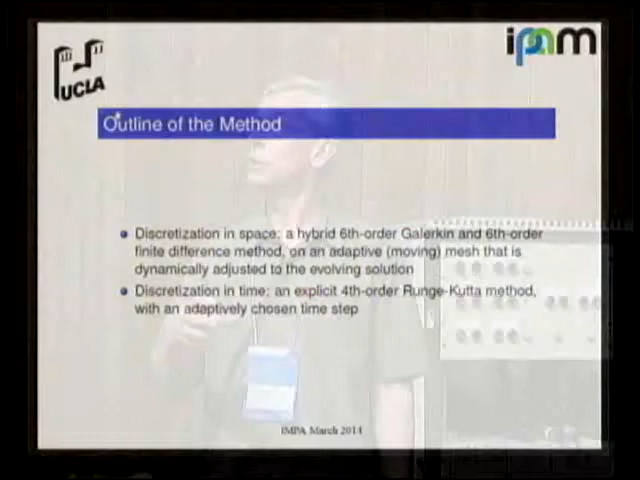 UCLA
ipam
Outline of the Method
Discretization in space: a hybrid 6th-order Galerkin and 6th-order
finite difference method, on an adaptive (moving) mesh that is
dynamically adjusted to the evolving solution
Discretization in time: an explicit 4th-order Runge-Kutta method,
with an adaptively chosen time step
IMPA March 2014